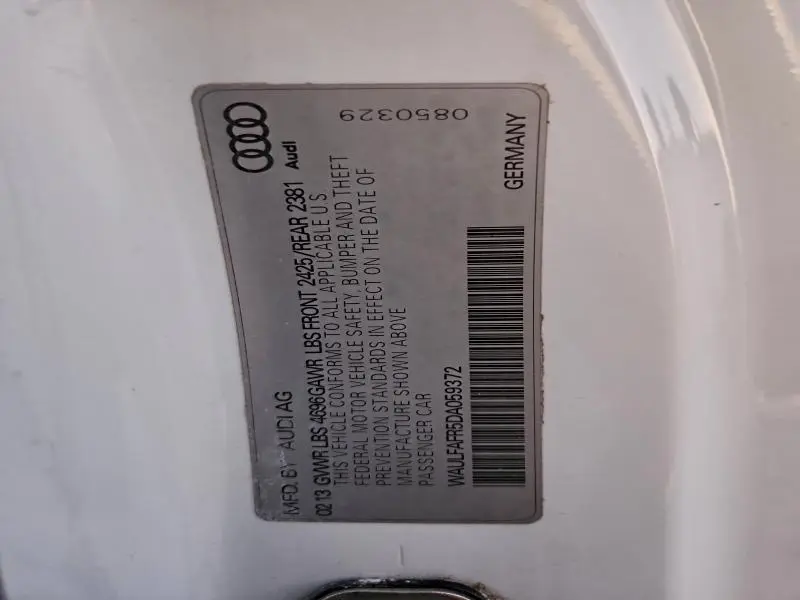 MFD. BY AUDI AG
02 13 GVWR LBS 4696 GAWR LBS FRONT 2425/REAR 2381
THIS VEHICLE CONFORMS TO ALL APPLICABLE U.S.
FEDERAL MOTOR VEHICLE SAFETY, BUMPER AND THEFT
PREVENTION STANDARDS IN EFFECT ON THE DATE OF
MANUFACTURE SHOWN ABOVE
PASSENGER CAR
WAULFAFR5DA059372
Audi
0850329
GERMANY